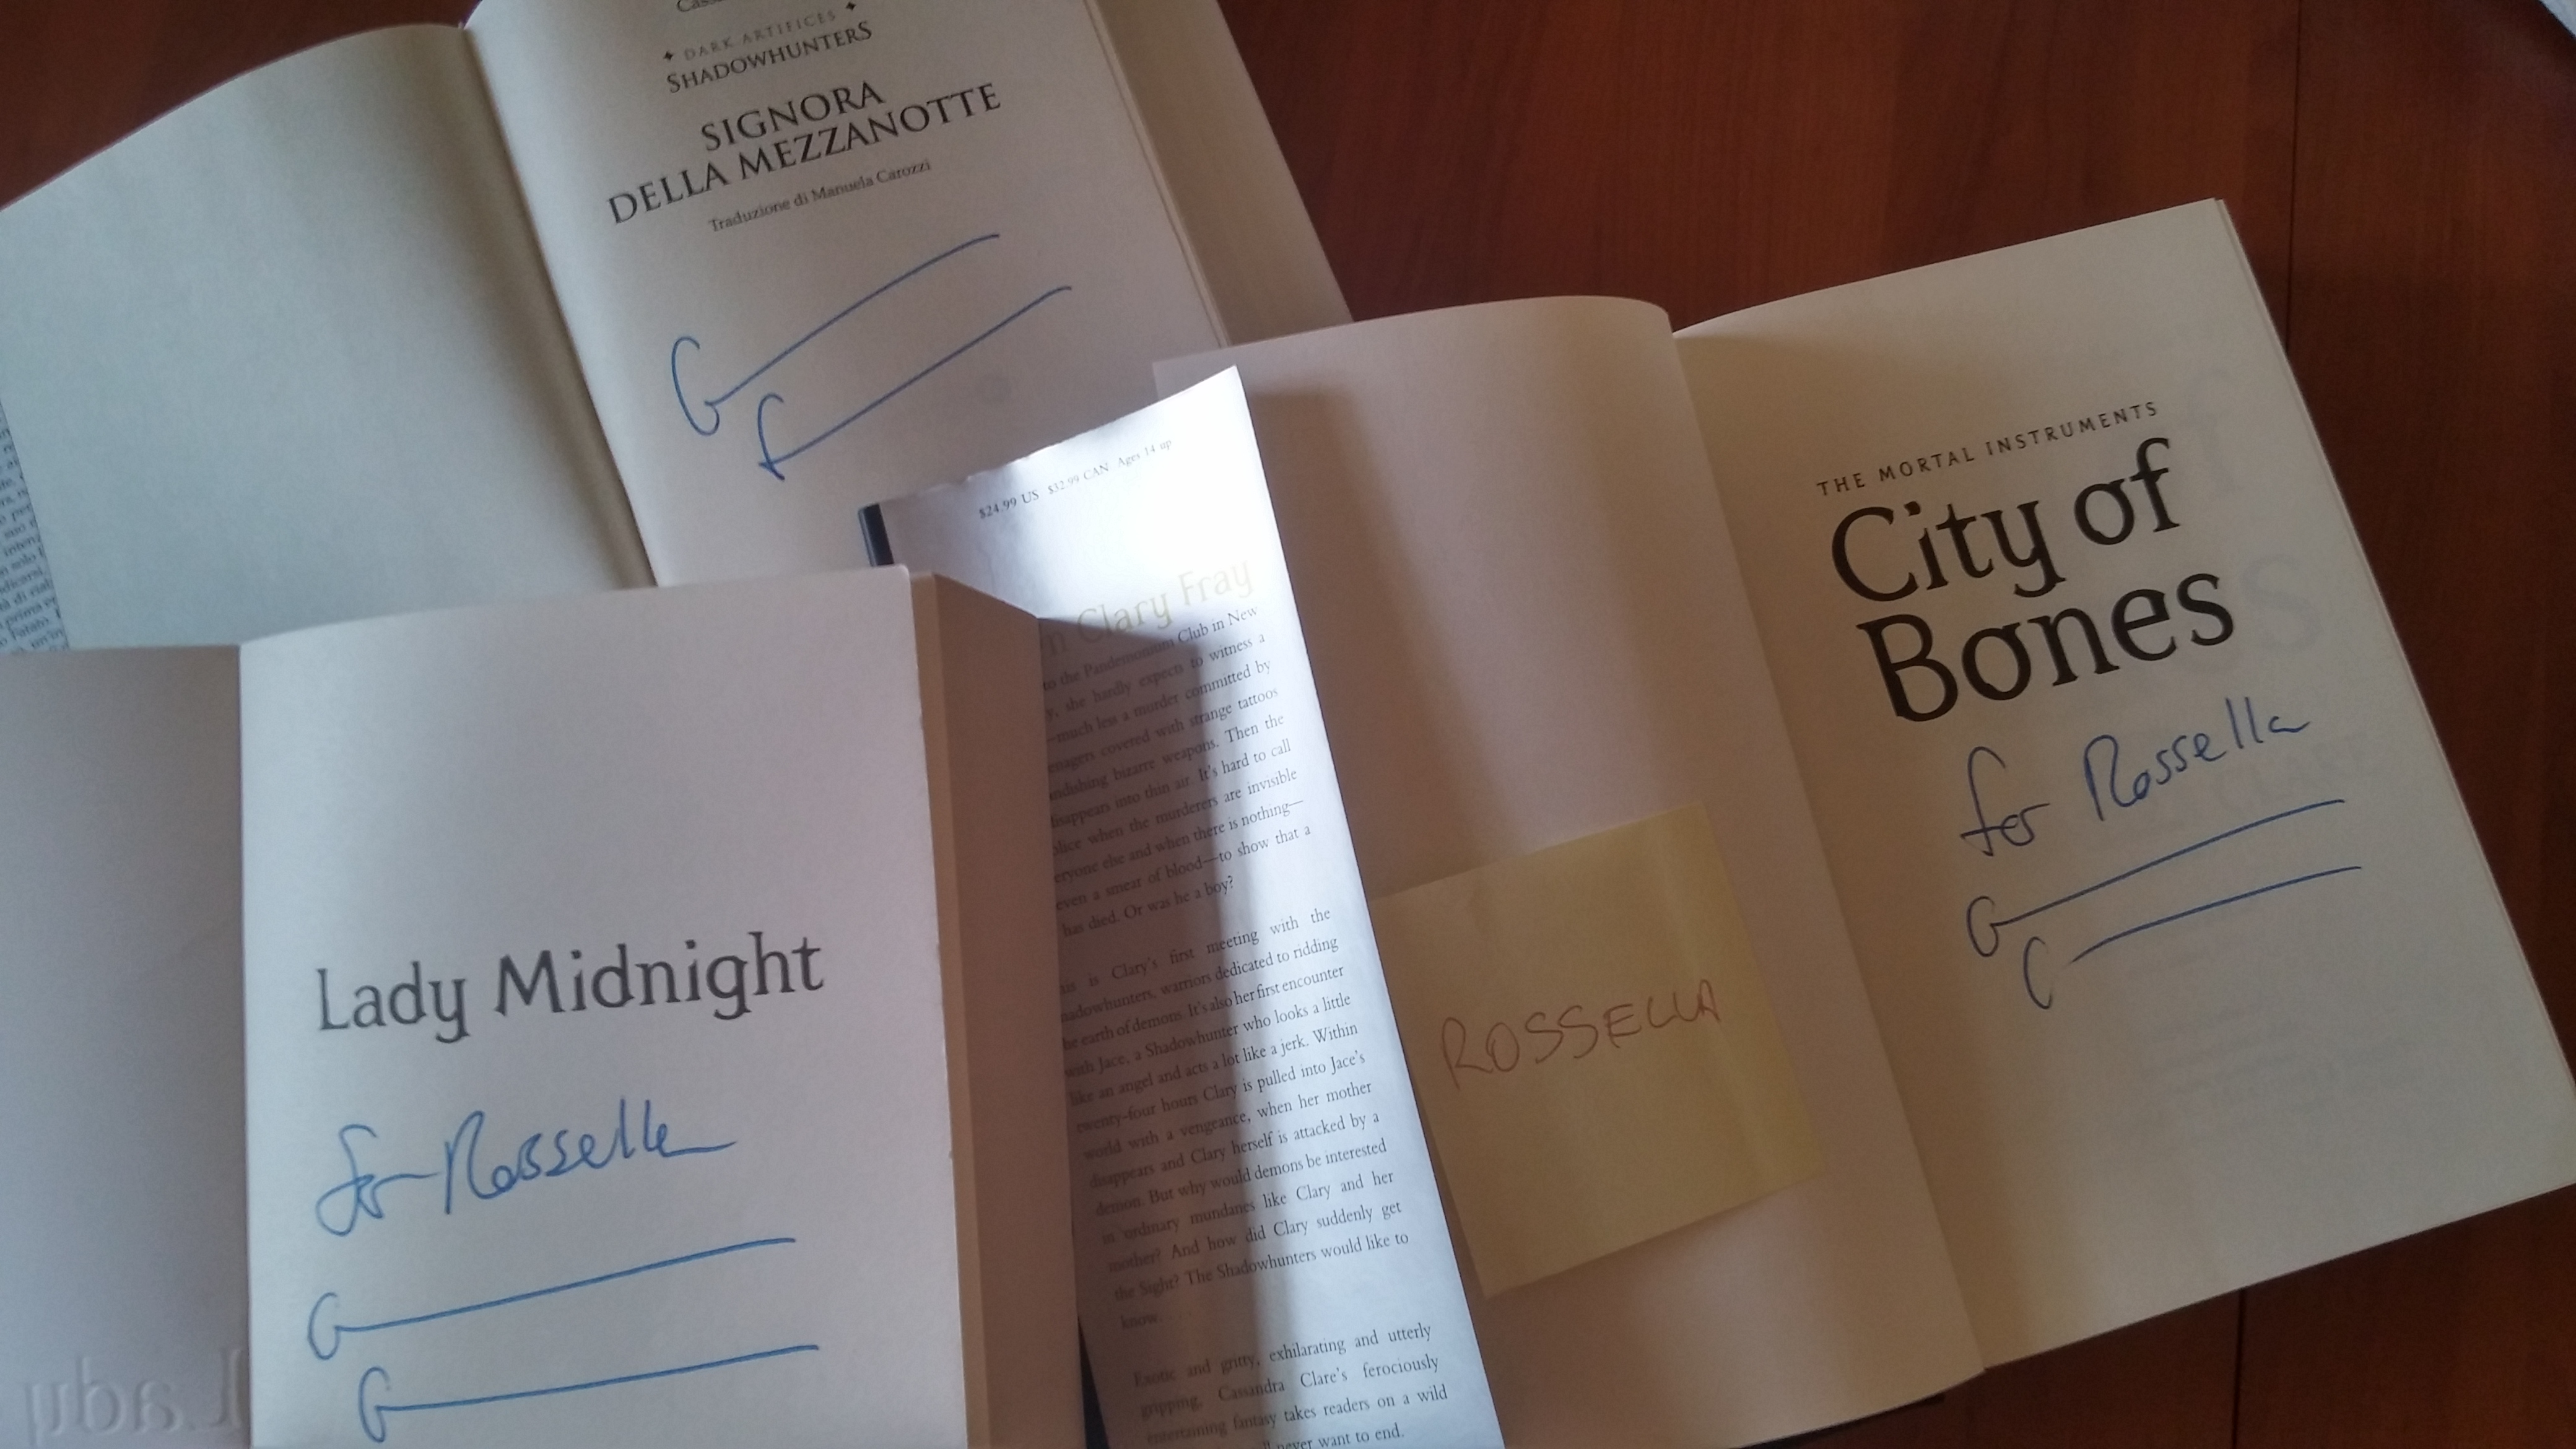 DARK ARTIFICES
SHADOWHUNTERS
SIGNORA
DELLA MEZZANOTTE
Traduzione di Manuela Carozzi
Lady Midnight
for Rossella
$24.99 US $32.99 CAN Ages 14 up
Clary Fray
to the Pandemonium Club in New
she hardly expects to witness a
—much less a murder committed by
covered with strange tattoos
bizarre weapons. Then the
disappears into thin air. It's hard to call
when the murderers are invisible
else and when there is nothing—
even a smear of blood—to show that a
has died. Or was he a boy?
is Clary's first meeting with the
warriors dedicated to ridding
earth of demons. It's also her first encounter
with Jace, a Shadowhunter who looks a little
like an angel and acts a lot like a jerk. Within
twenty-four hours Clary is pulled into Jace's
world with a vengeance, when her mother
disappears and Clary herself is attacked by a
demon. But why would demons be interested
in ordinary mundanes like Clary and her
mother? And how did Clary suddenly get
the Sight? The Shadowhunters would like to
know. . .
Exotic and gritty, exhilarating and utterly
gripping, Cassandra Clare's ferociously
entertaining fantasy takes readers on a wild
never want to end.
ROSSELLA
THE MORTAL INSTRUMENTS
City of
Bones
for Rossella